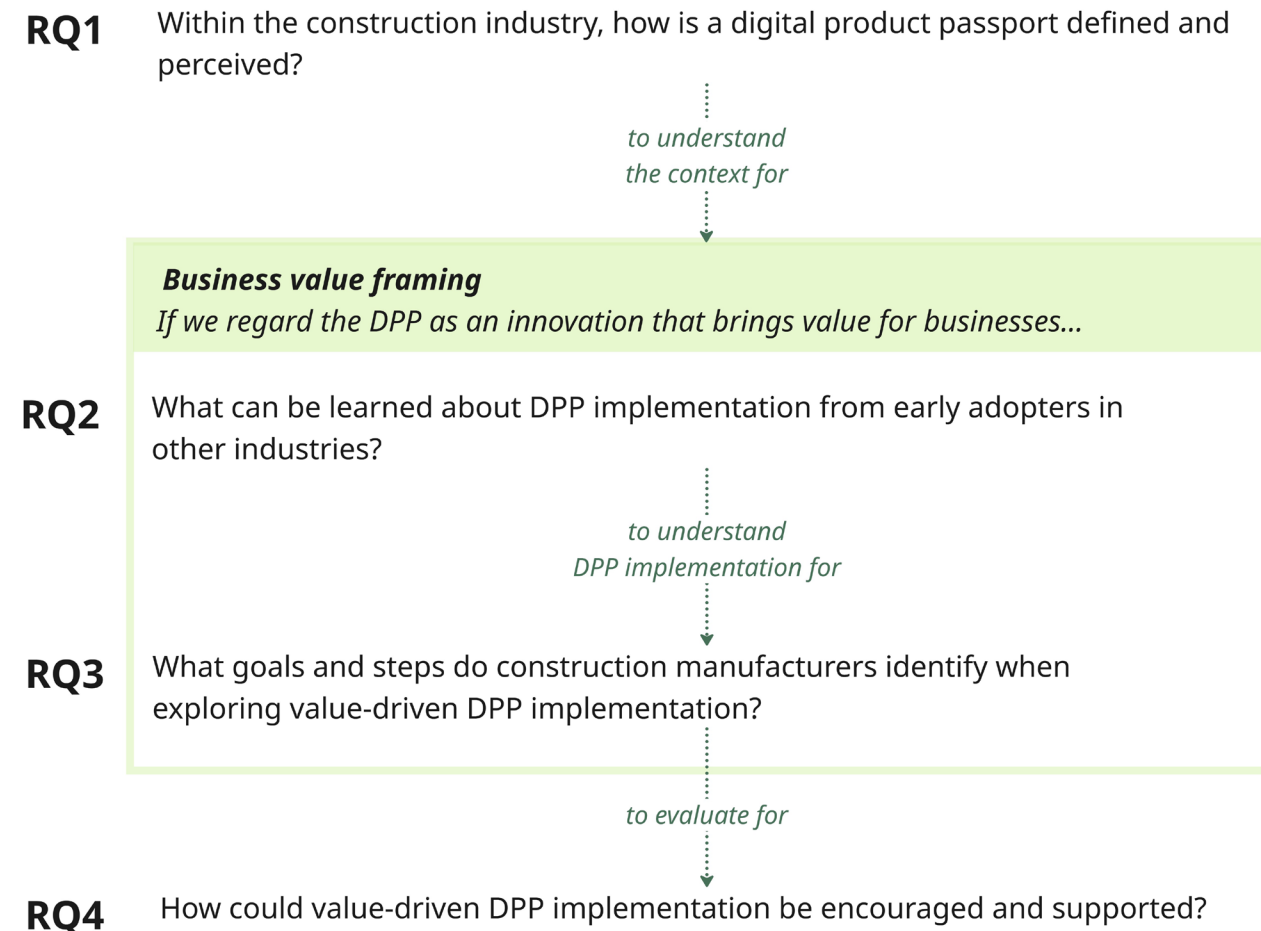 RQ1
Within the construction industry, how is a digital product passport defined and
perceived?
to understand
the context for
Business value framing
If we regard the DPP as an innovation that brings value for businesses...
RQ2
What can be learned about DPP implementation from early adopters in
other industries?
to understand
DPP implementation for
RQ3
What goals and steps do construction manufacturers identify when
exploring value-driven DPP implementation?
to evaluate for
RQ4
How could value-driven DPP implementation be encouraged and supported?